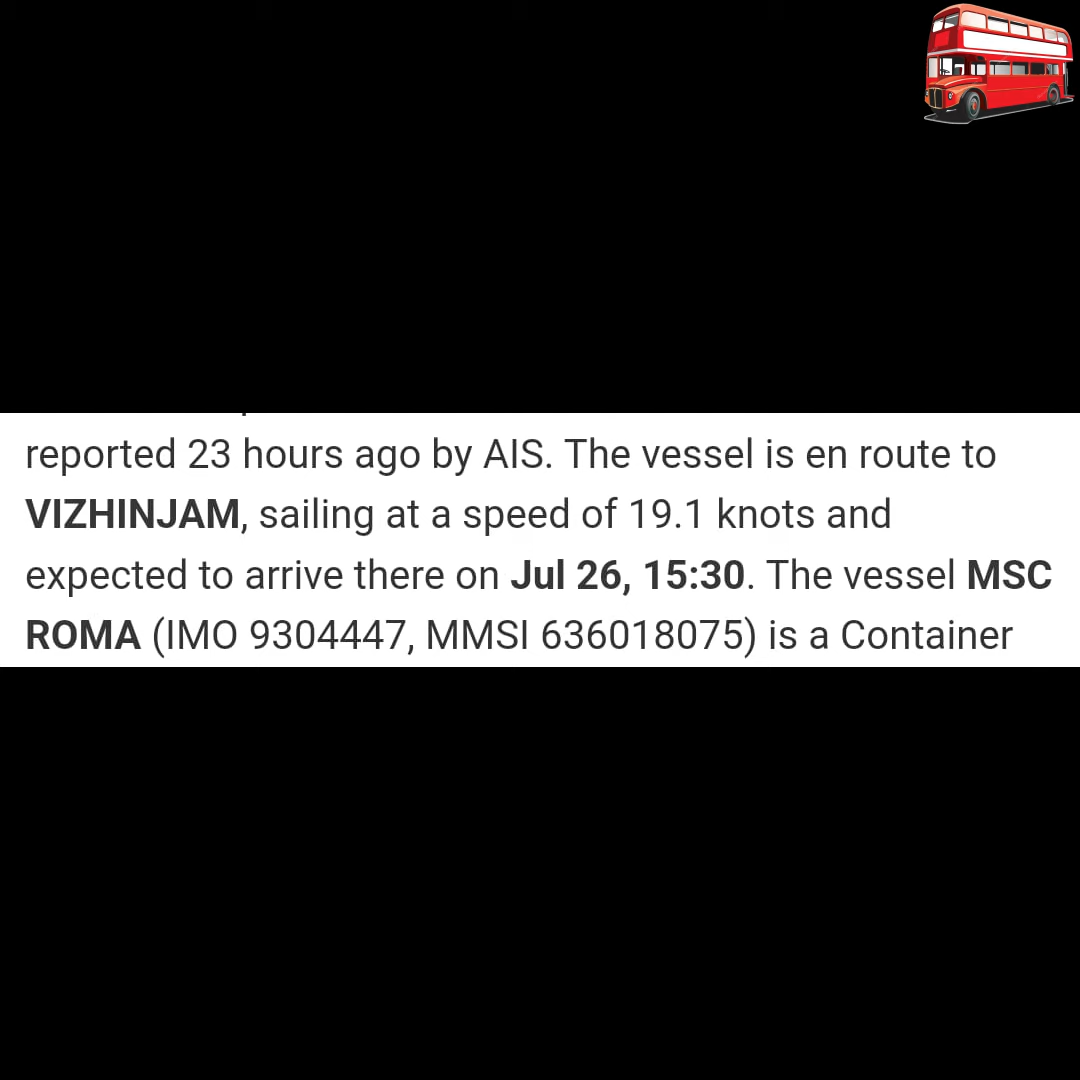 reported 23 hours ago by AIS. The vessel is en route to
VIZHINJAM, sailing at a speed of 19.1 knots and
expected to arrive there on Jul 26, 15:30. The vessel MSC
ROMA (IMO 9304447, MMSI 636018075) is a Container